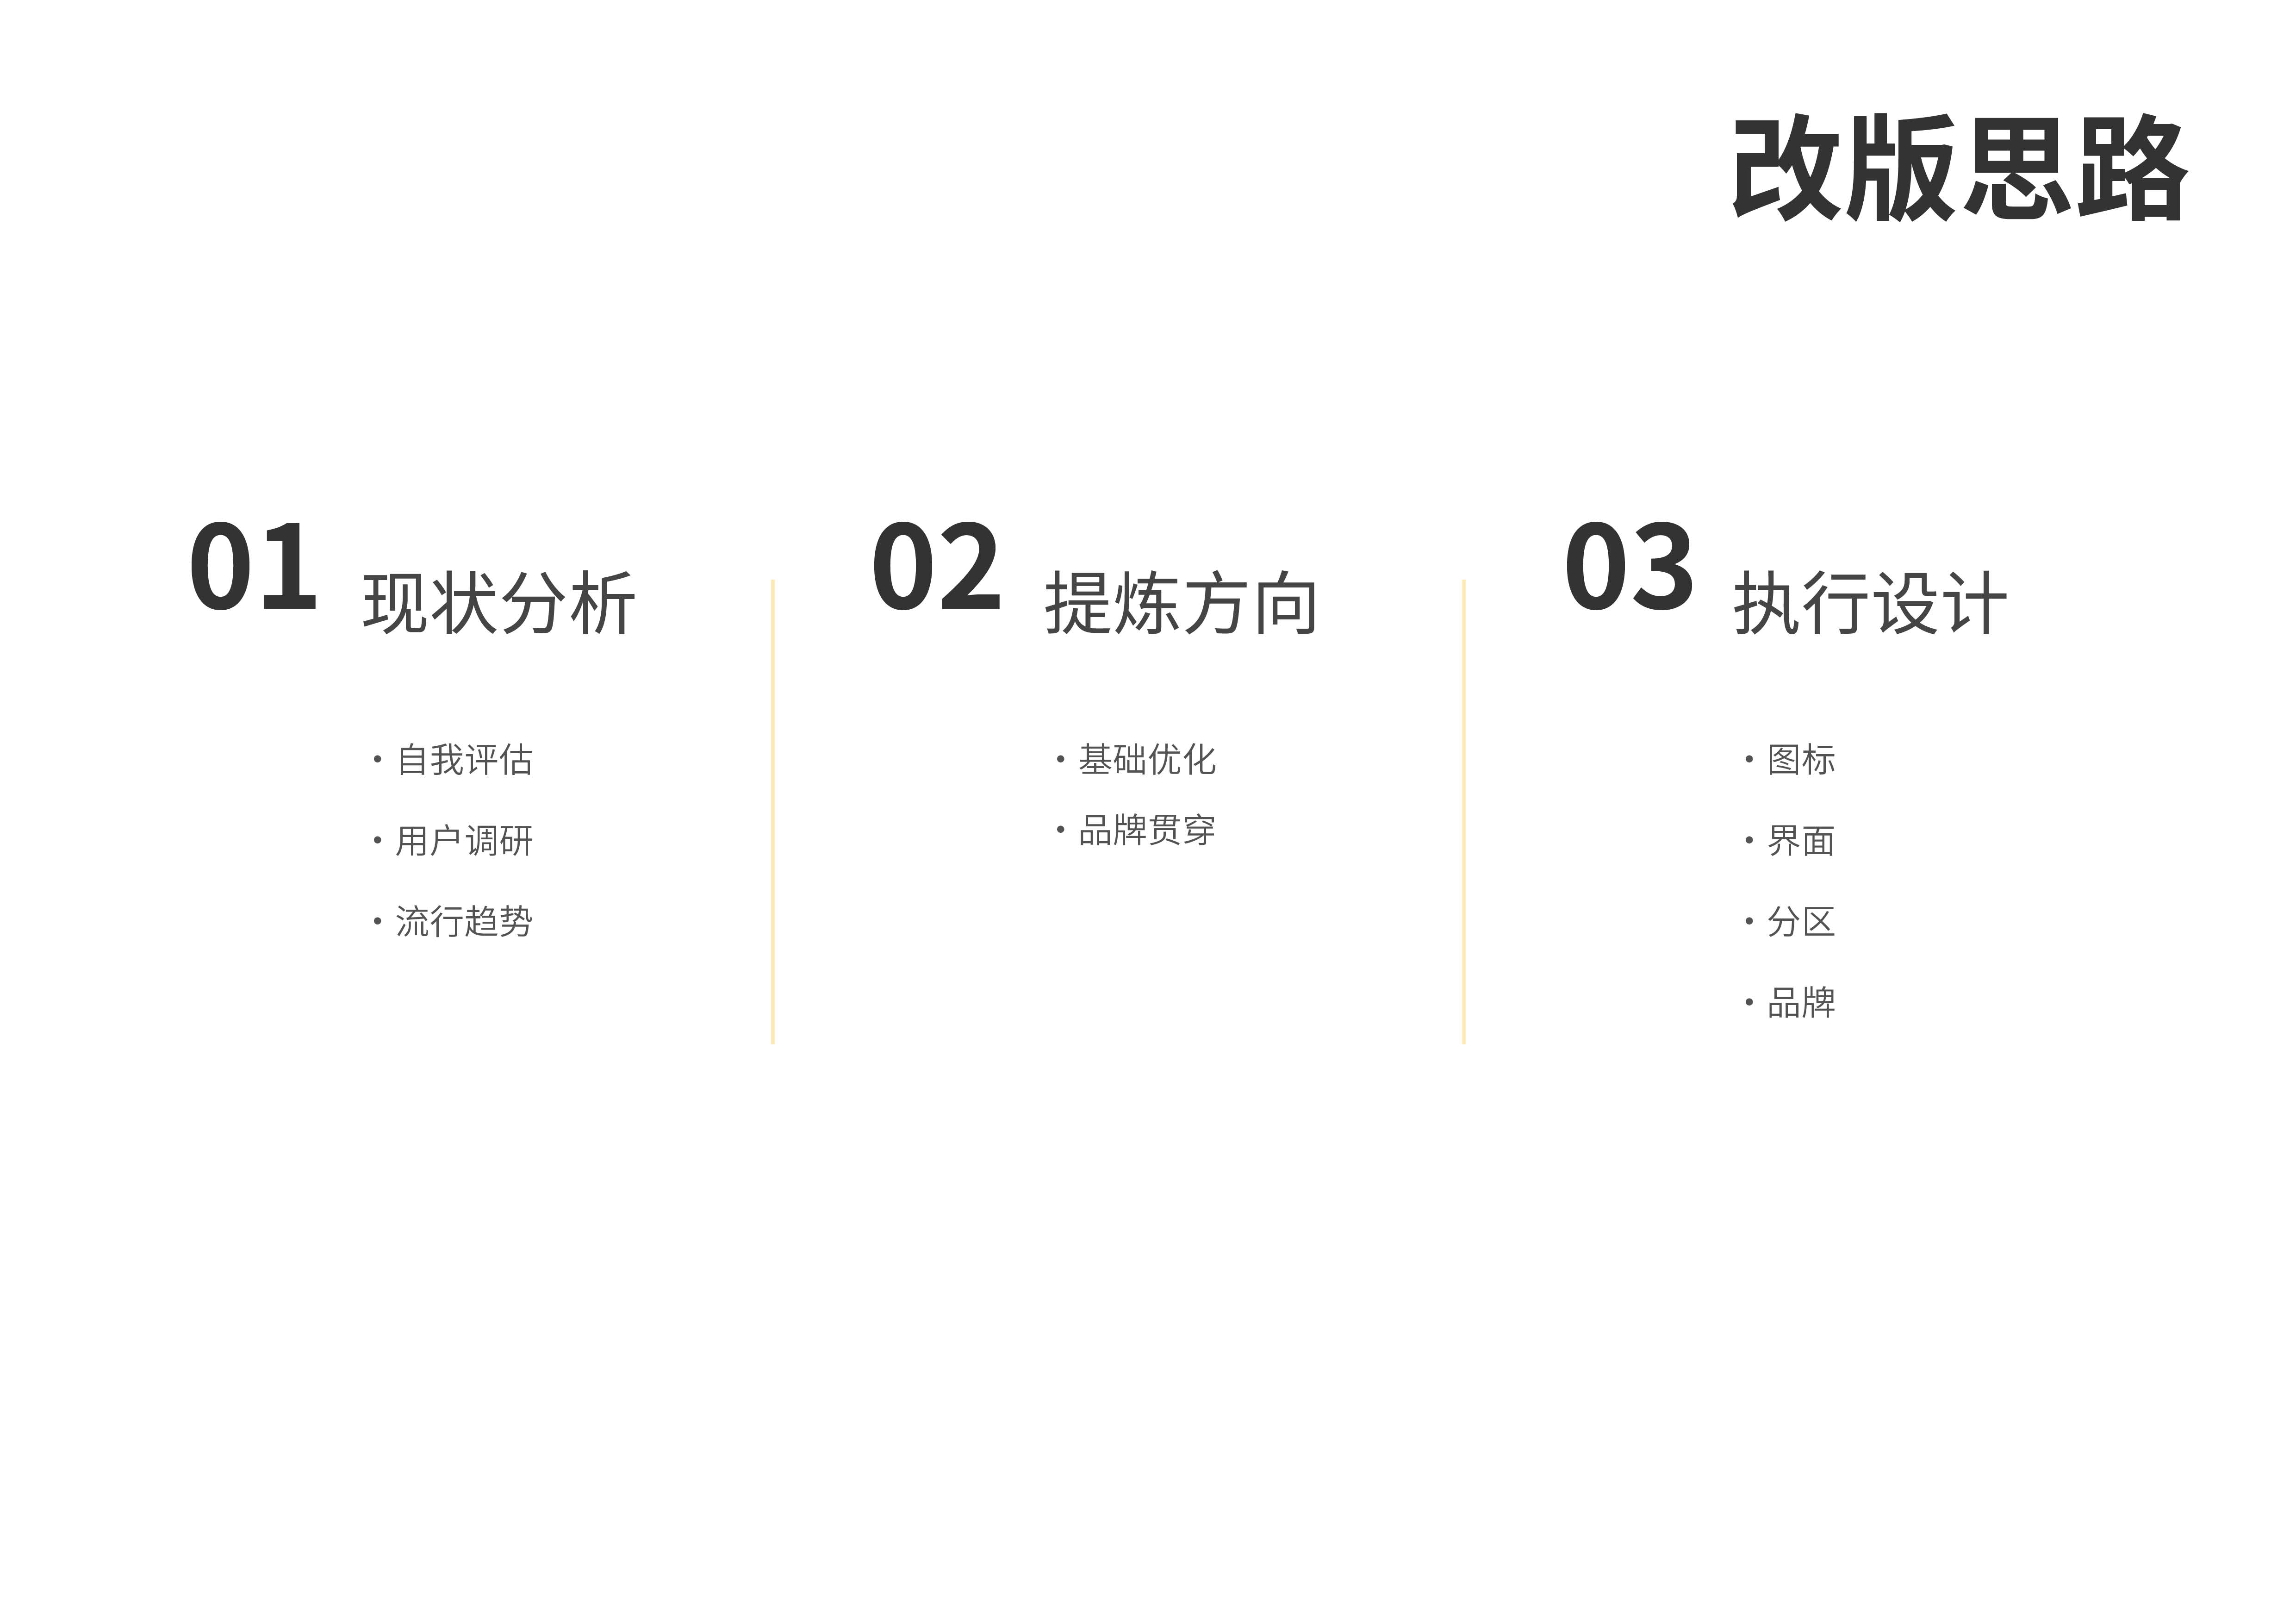 改版思路
01 现状分析
• 自我评估
• 用户调研
• 流行趋势
02 提炼方向
• 基础优化
• 品牌贯穿
03 执行设计
• 图标
• 界面
• 分区
• 品牌